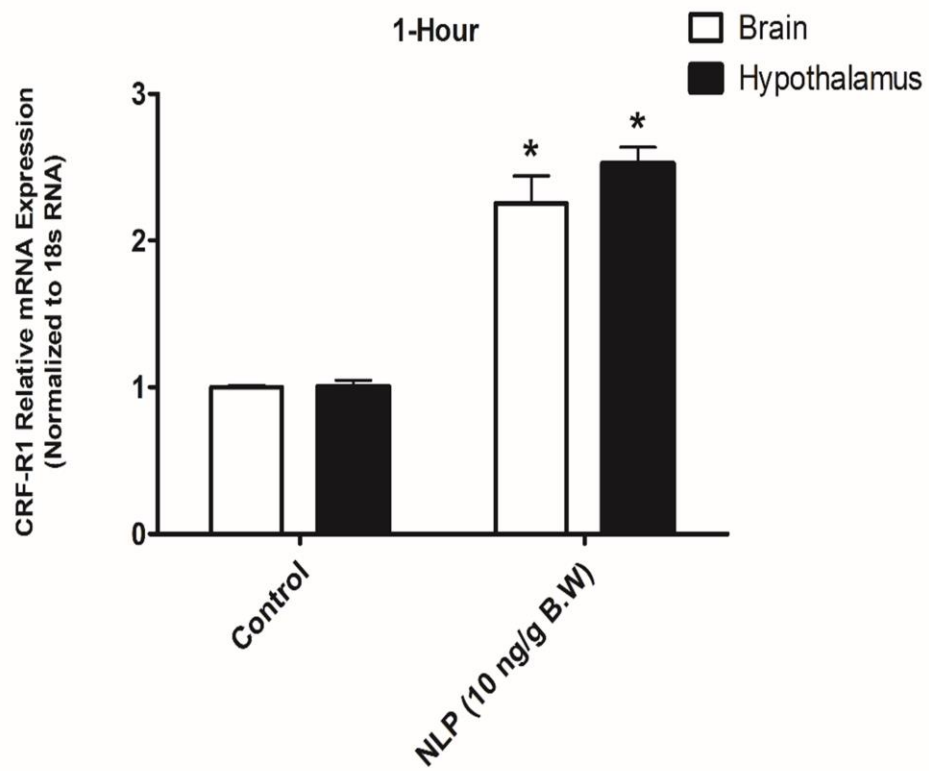 1-Hour
Brain
Hypothalamus
CRF-R1 Relative mRNA Expression
(Normalized to 18s RNA)
3
2
1
0
*
*
Control
NLP (10 ng/g B.W)